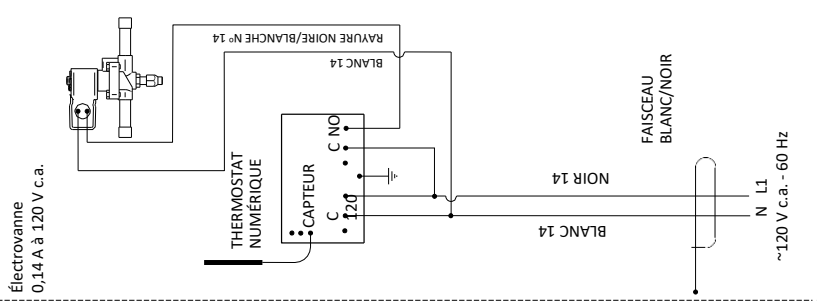 Électrovanne
0,14 A à 120 V c.a.
RAYURE NOIRE/BLANCHE Nº 14
BLANC 14
THERMOSTAT
NUMÉRIQUE
CAPTEUR
C NO
C
120
FAISCEAU
BLANC/NOIR
NOIR 14
BLANC 14
N L1
~120 V c.a. - 60 Hz